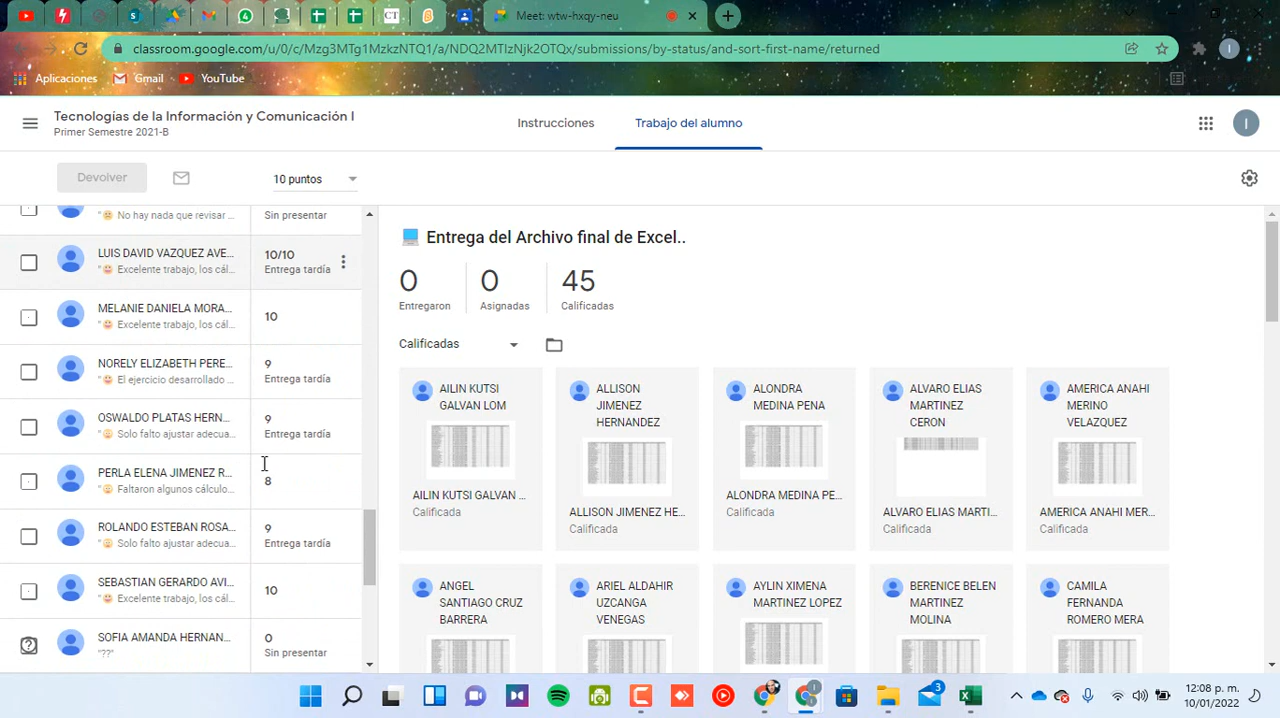 Meet: wtw-hxqy-neu
classroom.google.com/u/0/c/Mzg3MTg1MzkzNTQ1/a/NDQ2MTIzNjk2OTQx/submissions/by-status/and-sort-first-name/returned
Aplicaciones Gmail YouTube
Tecnologías de la Información y Comunicación I
Primer Semestre 2021-B
Instrucciones
Trabajo del alumno
Devolver
10 puntos
"😐 No hay nada que revisar ...
Sin presentar
LUIS DAVID VAZQUEZ AVE...
10/10
"😀 Excelente trabajo, los cál...
Entrega tardía
MELANIE DANIELA MORA...
10
"😀 Excelente trabajo, los cál...
NORELY ELIZABETH PERE...
9
"😀 El ejercicio desarrollado ...
Entrega tardía
OSWALDO PLATAS HERN...
9
"😀 Solo falto ajustar adecua...
Entrega tardía
PERLA ELENA JIMENEZ R...
8
"😀 Faltaron algunos cálculo...
ROLANDO ESTEBAN ROSA...
9
"😀 Solo falto ajustar adecua...
Entrega tardía
SEBASTIAN GERARDO AVI...
10
"😀 Excelente trabajo, los cál...
SOFIA AMANDA HERNAN...
0
"??"
Sin presentar
Entrega del Archivo final de Excel..
0
Entregaron
0
Asignadas
45
Calificadas
Calificadas
AILIN KUTSI
GALVAN LOM
AILIN KUTSI GALVAN ...
Calificada
ALLISON
JIMENEZ
HERNANDEZ
ALLISON JIMENEZ HE...
Calificada
ALONDRA
MEDINA PENA
ALONDRA MEDINA PE...
Calificada
ALVARO ELIAS
MARTINEZ
CERON
ALVARO ELIAS MARTI...
Calificada
AMERICA ANAHI
MERINO
VELAZQUEZ
AMERICA ANAHI MER...
Calificada
ANGEL
SANTIAGO CRUZ
BARRERA
ARIEL ALDAHIR
UZCANGA
VENEGAS
AYLIN XIMENA
MARTINEZ LOPEZ
BERENICE BELEN
MARTINEZ
MOLINA
CAMILA
FERNANDA
ROMERO MERA
12:08 p. m.
10/01/2022